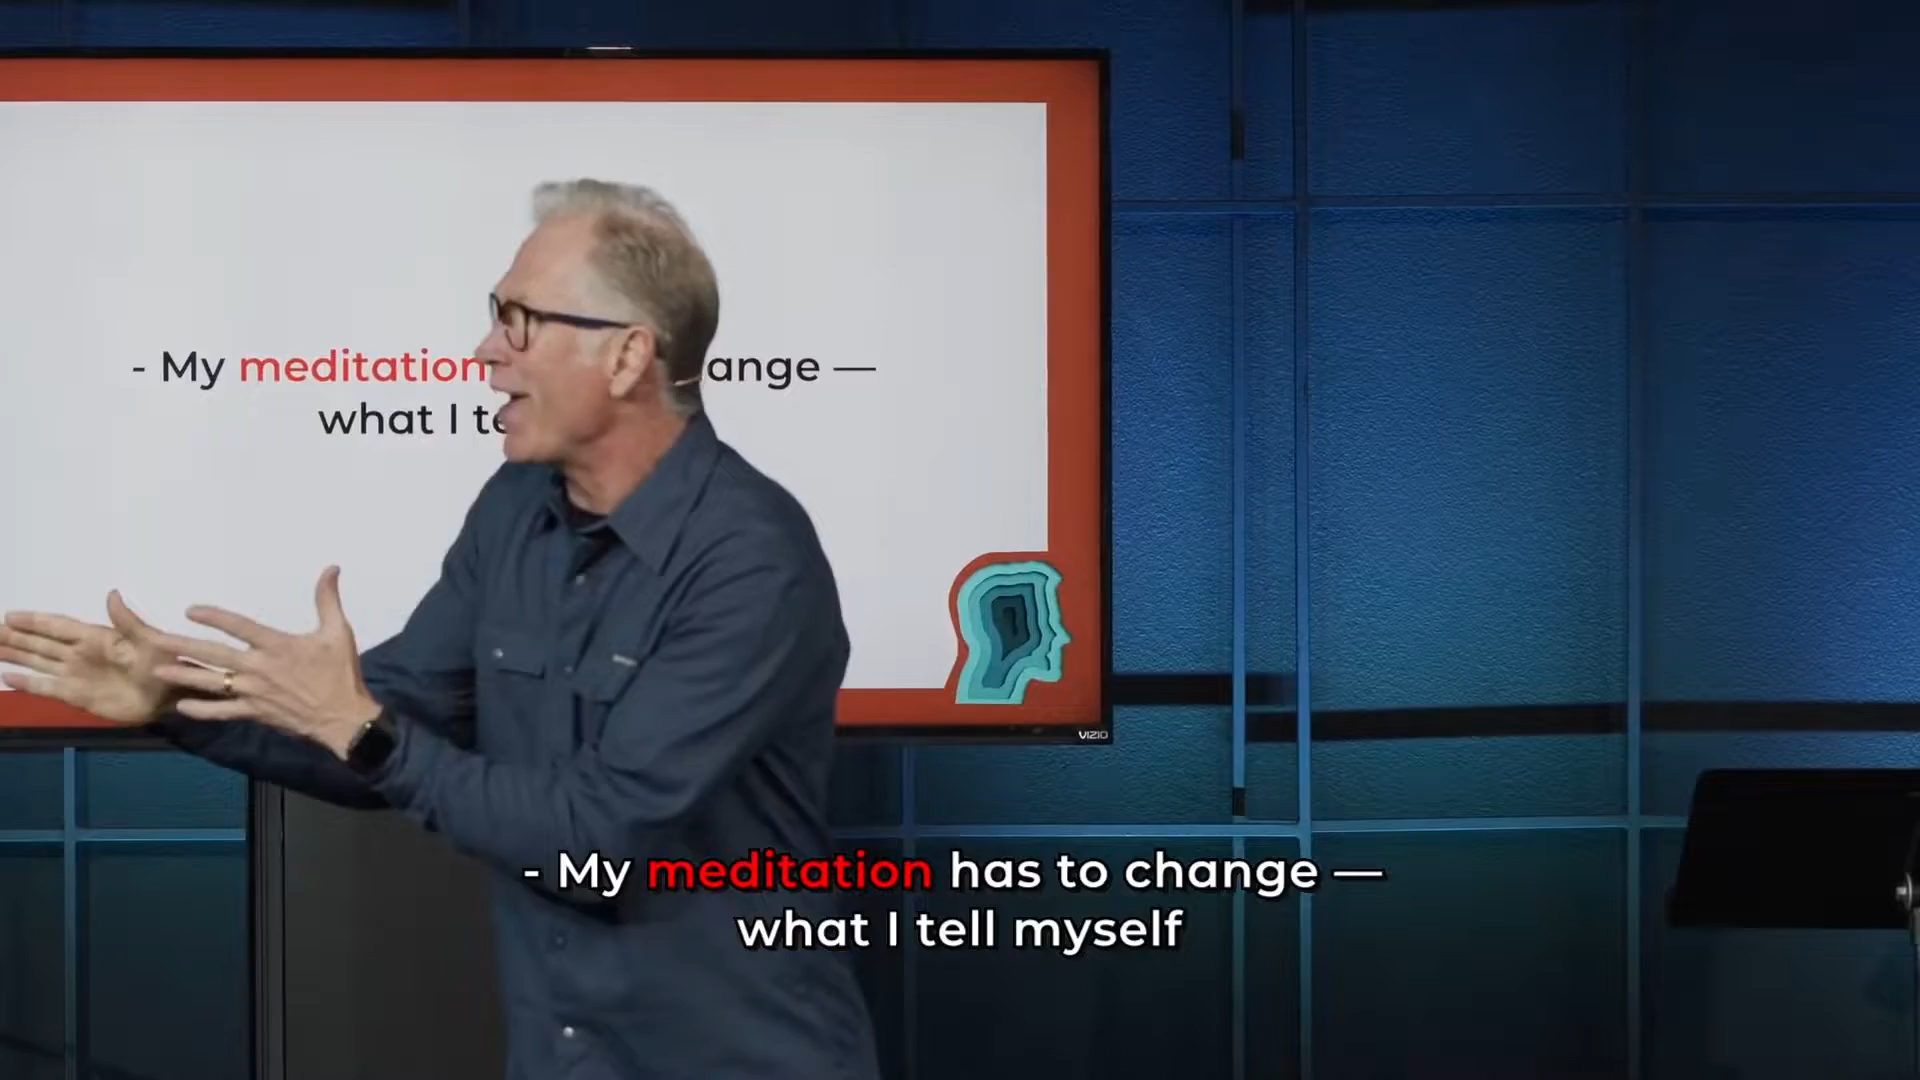 - My meditation ange —
what I te
VIZIO
- My meditation has to change —
what I tell myself